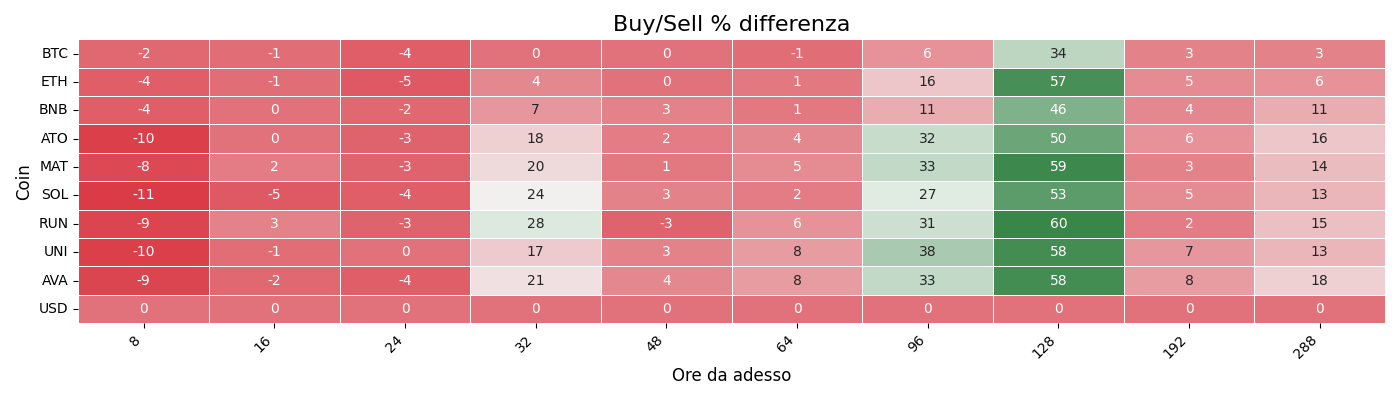 Buy/Sell % differenza
Coin
BTC -2 -1 -4 0 0 -1 6 34 3 3
ETH -4 -1 -5 4 0 1 16 57 5 6
BNB -4 0 -2 7 3 1 11 46 4 11
ATO -10 0 -3 18 2 4 32 50 6 16
MAT -8 2 -3 20 1 5 33 59 3 14
SOL -11 -5 -4 24 3 2 27 53 5 13
RUN -9 3 -3 28 -3 6 31 60 2 15
UNI -10 -1 0 17 3 8 38 58 7 13
AVA -9 -2 -4 21 4 8 33 58 8 18
USD 0 0 0 0 0 0 0 0 0 0
8 16 24 32 48 64 96 128 192 288
Ore da adesso